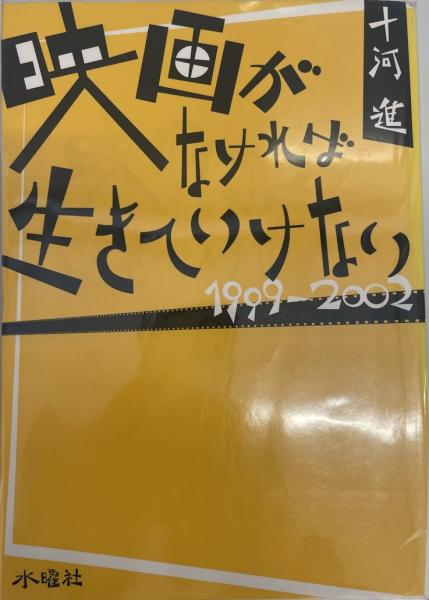 十河 進
映画が
なければ
生きていけない
1999-2002
水曜社